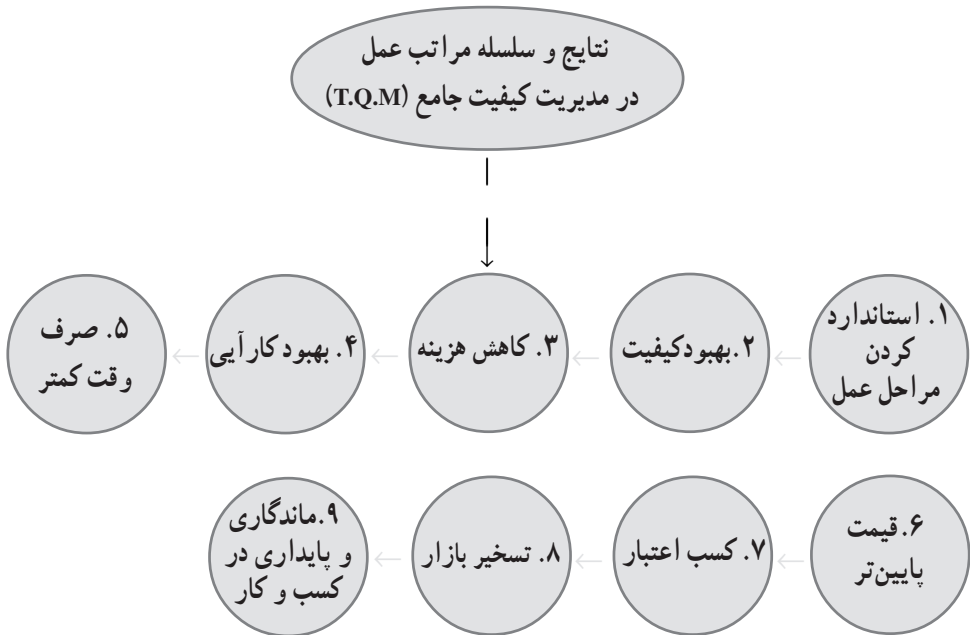 نتایج و سلسله مراتب عمل
در مدیریت کیفیت جامع (T.Q.M)
۱. استاندارد
کردن
مراحل عمل
۲.بهبودکیفیت
۳. کاهش هزینه
۴. بهبود کارآیی
۵. صرف
وقت کمتر
۶. قیمت
پایین‌تر
۷. کسب اعتبار
۸. تسخیر بازار
۹.ماندگاری
و پایداری در
کسب و کار